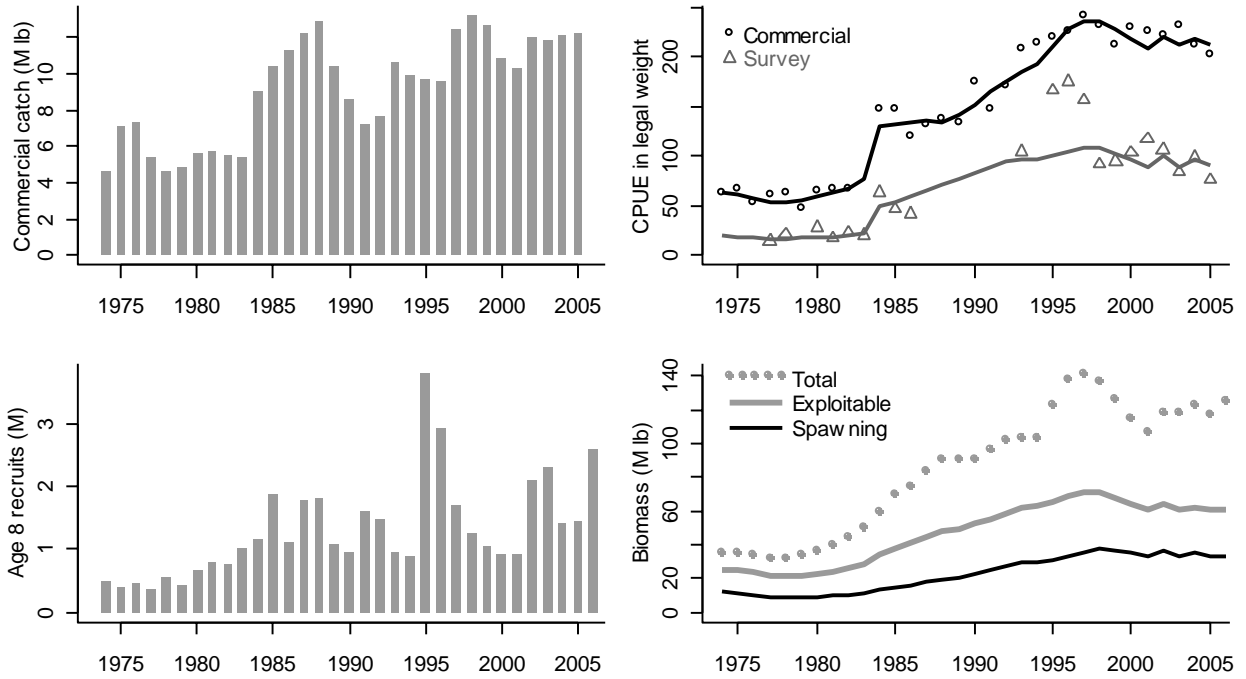 Commercial catch (M lb)
0 2 4 6 8 10
1975 1980 1985 1990 1995 2000 2005
CPUE in legal weight
0 50 100 200
Commercial
Survey
1975 1980 1985 1990 1995 2000 2005
Age 8 recruits (M)
0 1 2 3
1975 1980 1985 1990 1995 2000 2005
Biomass (M lb)
0 20 60 100 140
Total
Exploitable
Spaw ning
1975 1980 1985 1990 1995 2000 2005